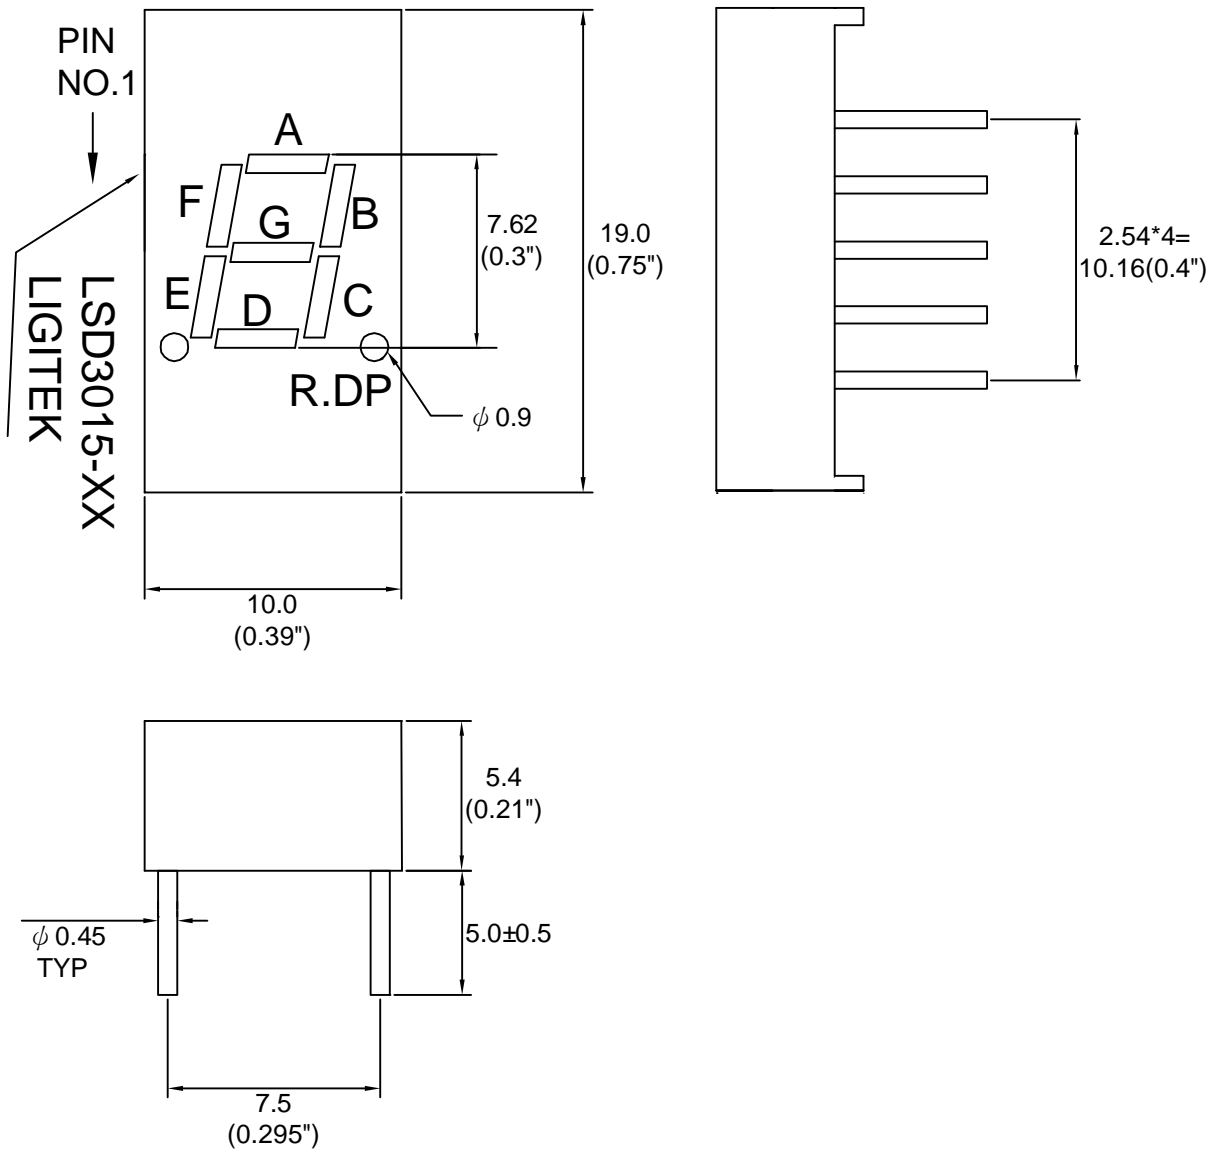 PIN
NO.1
A
F
B
G
E
D
C
R.DP
LSD3015-XX
LIGITEK
7.62
(0.3")
19.0
(0.75")
ϕ 0.9
2.54*4=
10.16(0.4")
10.0
(0.39")
5.4
(0.21")
5.0±0.5
ϕ 0.45
TYP
7.5
(0.295")